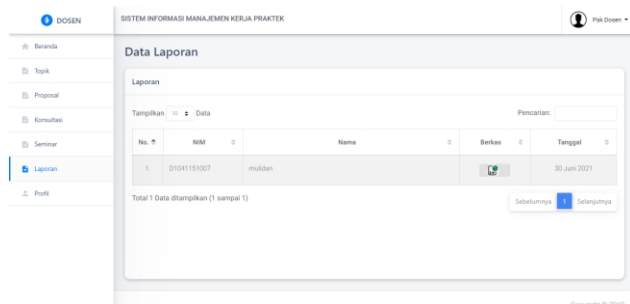 DOSEN
SISTEM INFORMASI MANAJEMEN KERJA PRAKTEK
Pak Dosen
Beranda
Topik
Proposal
Konsultasi
Seminar
Laporan
Profil
Data Laporan
Laporan
Tampilkan 10 Data
Pencarian:
No. NIM Nama Berkas Tanggal
1. D1041151007 mulidan 30 Juni 2021
Total 1 Data ditampilkan (1 sampai 1)
Sebelumnya 1 Selanjutnya